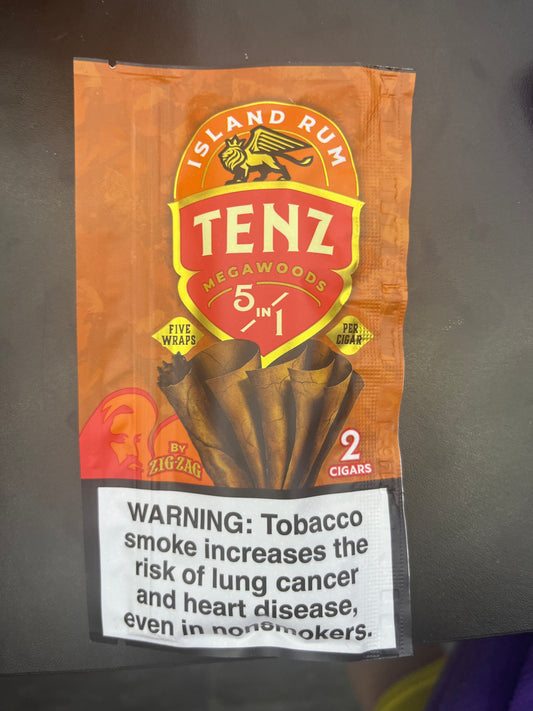 ISLAND RUM
TENZ
MEGAWOODS
5 IN 1
FIVE
WRAPS
PER
CIGAR
BY
ZIG-ZAG
2
CIGARS
WARNING: Tobacco
smoke increases the
risk of lung cancer
and heart disease,
even in nonsmokers.